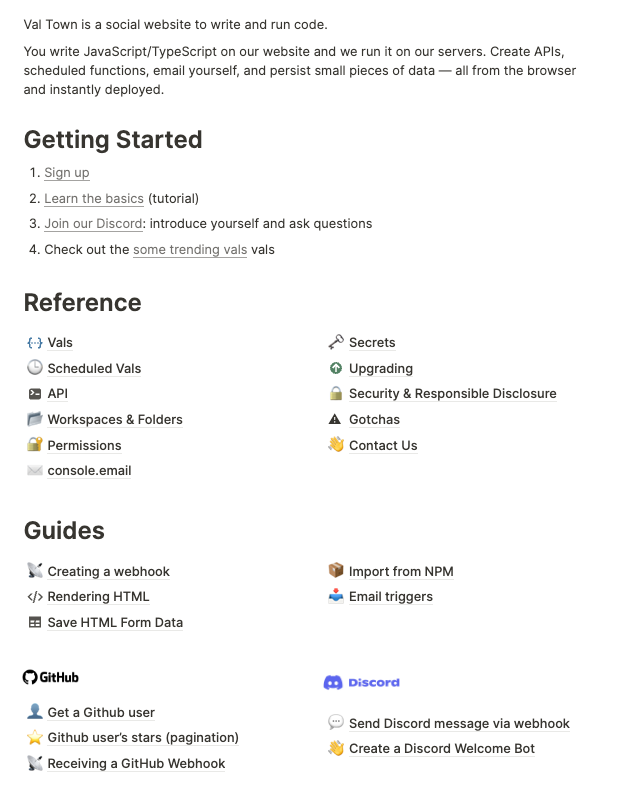 Val Town is a social website to write and run code.
You write JavaScript/TypeScript on our website and we run it on our servers. Create APIs,
scheduled functions, email yourself, and persist small pieces of data — all from the browser
and instantly deployed.
Getting Started
1. Sign up
2. Learn the basics (tutorial)
3. Join our Discord: introduce yourself and ask questions
4. Check out the some trending vals vals
Reference
Vals
Scheduled Vals
API
Workspaces & Folders
Permissions
console.email
Secrets
Upgrading
Security & Responsible Disclosure
Gotchas
Contact Us
Guides
Creating a webhook
Rendering HTML
Save HTML Form Data
Import from NPM
Email triggers
GitHub
Get a Github user
Github user's stars (pagination)
Receiving a GitHub Webhook
Discord
Send Discord message via webhook
Create a Discord Welcome Bot